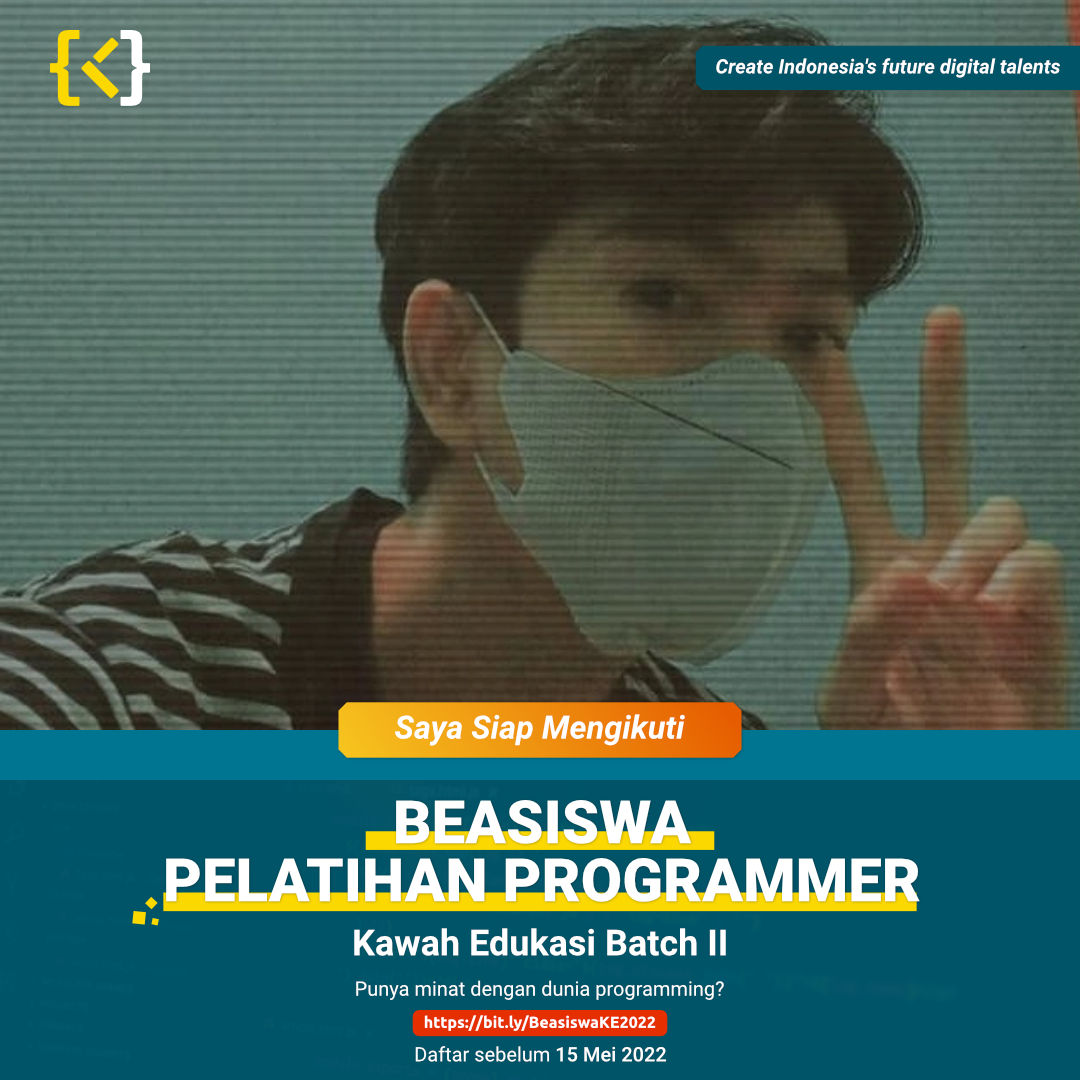 Create Indonesia's future digital talents
Saya Siap Mengikuti
BEASISWA
PELATIHAN PROGRAMMER
Kawah Edukasi Batch II
Punya minat dengan dunia programming?
https://bit.ly/BeasiswaKE2022
Daftar sebelum 15 Mei 2022